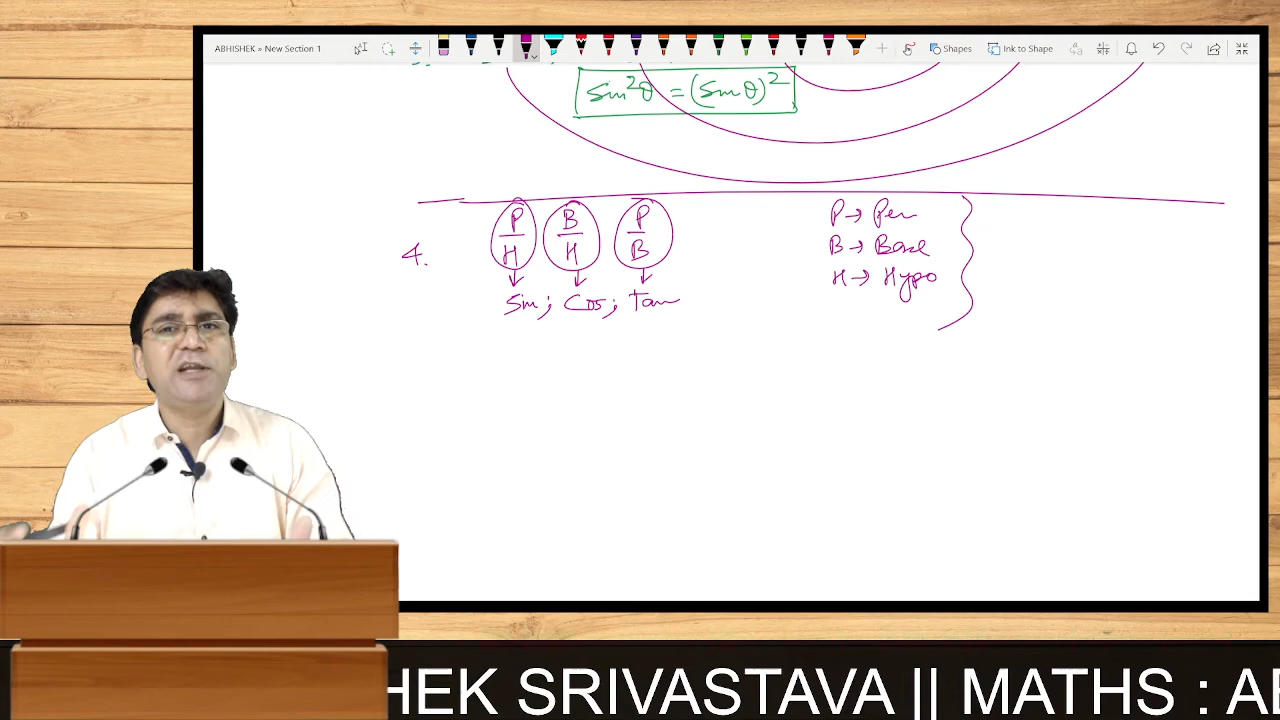 ABHISHEK » New Section 1
Shapes
Ink to Shape
Sin²θ = (Sinθ)²
4.
P/H B/H P/B
Sin; Cos; Tan
P → Per
B → Base
H → Hypo
HEK SRIVASTAVA || MATHS : AB